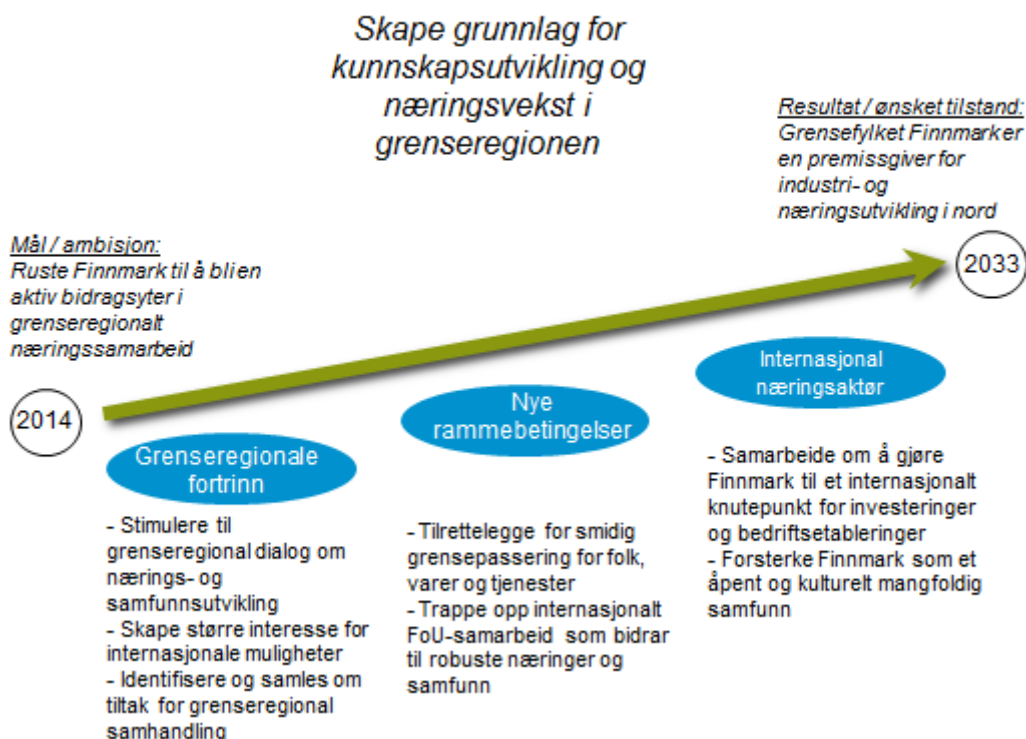 Skape grunnlag for
kunnskapsutvikling og
næringsvekst i
grenseregionen
Resultat / ønsket tilstand:
Grensefylket Finnmark er
en premissgiver for
industri- og
næringsutvikling i nord
2033
Mål / ambisjon:
Ruste Finnmark til å bli en
aktiv bidragsyter i
grenseregionalt
næringssamarbeid
2014
Grenseregionale
fortrinn
- Stimulere til
grenseregional dialog om
nærings- og
samfunnsutvikling
- Skape større interesse for
internasjonale muligheter
- Identifisere og samles om
tiltak for grenseregional
samhandling
Nye
rammebetingelser
- Tilrettelegge for smidig
grensepassering for folk,
varer og tjenester
- Trappe opp internasjonalt
FoU-samarbeid som bidrar
til robuste næringer og
samfunn
Internasjonal
næringsaktør
- Samarbeide om å gjøre
Finnmark til et internasjonalt
knutepunkt for investeringer
og bedriftsetableringer
- Forsterke Finnmark som et
åpent og kulturelt mangfoldig
samfunn